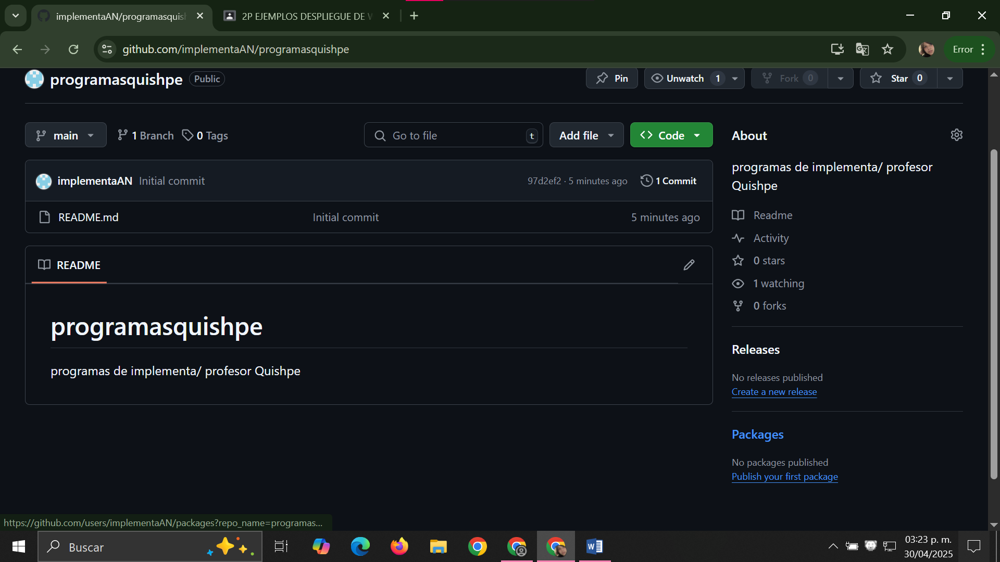 implementaAN/programasquish
2P EJEMPLOS DESPLIEGUE DE W
github.com/implementaAN/programasquishpe
Error
programasquishpe
Public
Pin
Unwatch 1
Fork 0
Star 0
main
1 Branch
0 Tags
Go to file
t
Add file
Code
About
programas de implementa/ profesor
Quishpe
implementaAN Initial commit
97d2ef2 · 5 minutes ago
1 Commit
README.md
Initial commit
5 minutes ago
README
programasquishpe
programas de implementa/ profesor Quishpe
Readme
Activity
0 stars
1 watching
0 forks
Releases
No releases published
Create a new release
Packages
No packages published
Publish your first package
https://github.com/users/implementaAN/packages?repo_name=programas...
Buscar
03:23 p. m.
30/04/2025